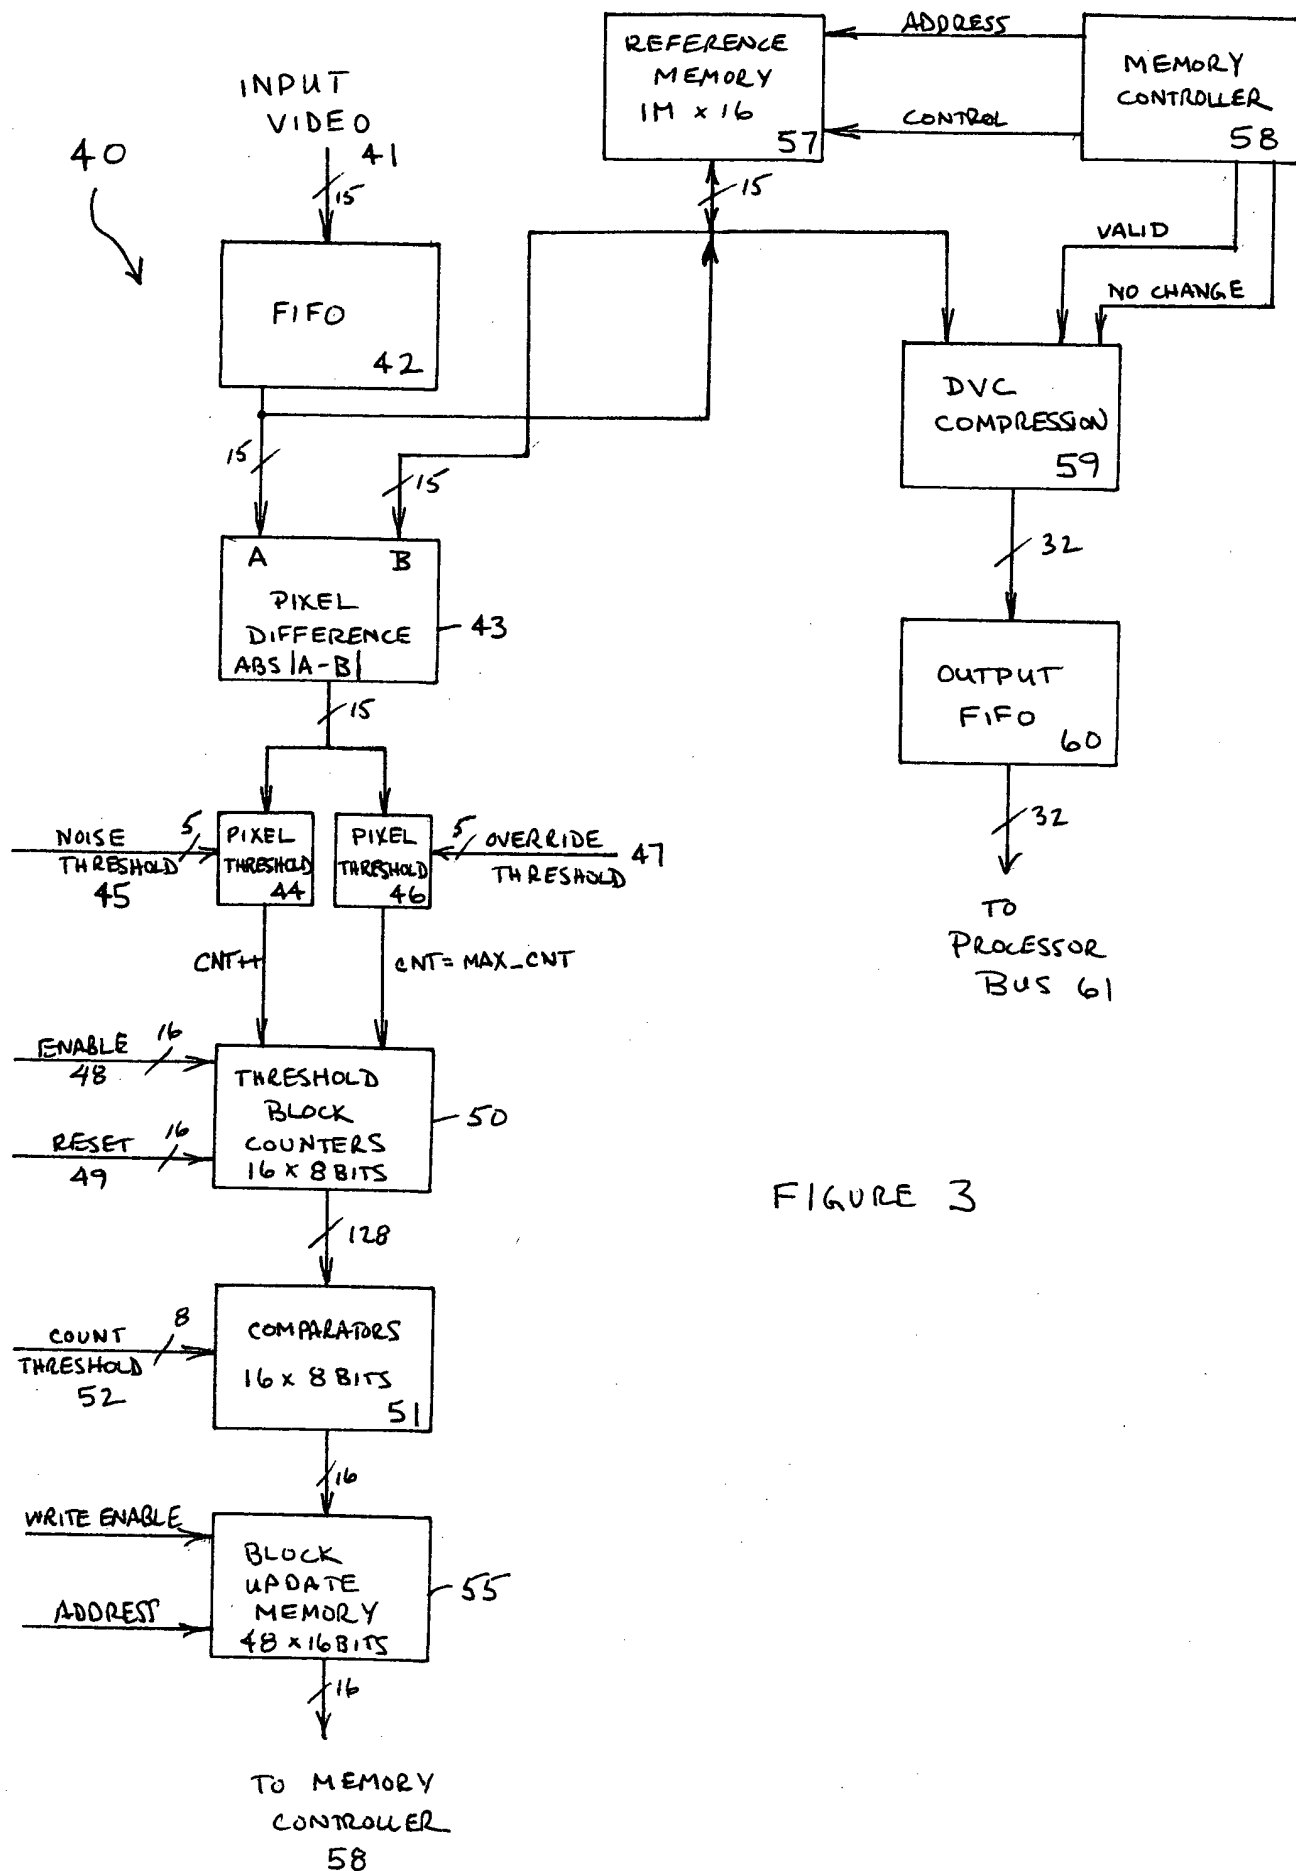 INPUT
VIDEO
41
40
15
FIFO
42
15
15
A
B
PIXEL
DIFFERENCE
ABS |A-B|
43
15
NOISE
THRESHOLD
45
5
PIXEL
THRESHOLD
44
PIXEL
THRESHOLD
46
5
OVERRIDE
THRESHOLD
47
CNT++
CNT = MAX_CNT
ENABLE
48
16
RESET
49
16
THRESHOLD
BLOCK
COUNTERS
16 x 8 BITS
50
128
COUNT
THRESHOLD
52
8
COMPARATORS
16 x 8 BITS
51
16
WRITE ENABLE
ADDRESS
BLOCK
UPDATE
MEMORY
48 x 16 BITS
55
16
TO MEMORY
CONTROLLER
58
REFERENCE
MEMORY
1M x 16
57
ADDRESS
CONTROL
MEMORY
CONTROLLER
58
15
VALID
NO CHANGE
DVC
COMPRESSION
59
32
OUTPUT
FIFO
60
32
TO
PROCESSOR
BUS 61
FIGURE 3